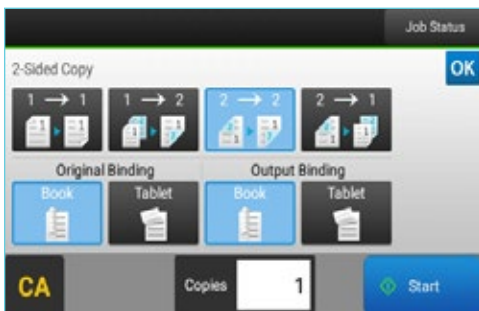 Job Status
2-Sided Copy
OK
1 → 1
1 → 2
2 → 2
2 → 1
Original Binding
Output Binding
Book
Tablet
Book
Tablet
CA
Copies
1
Start